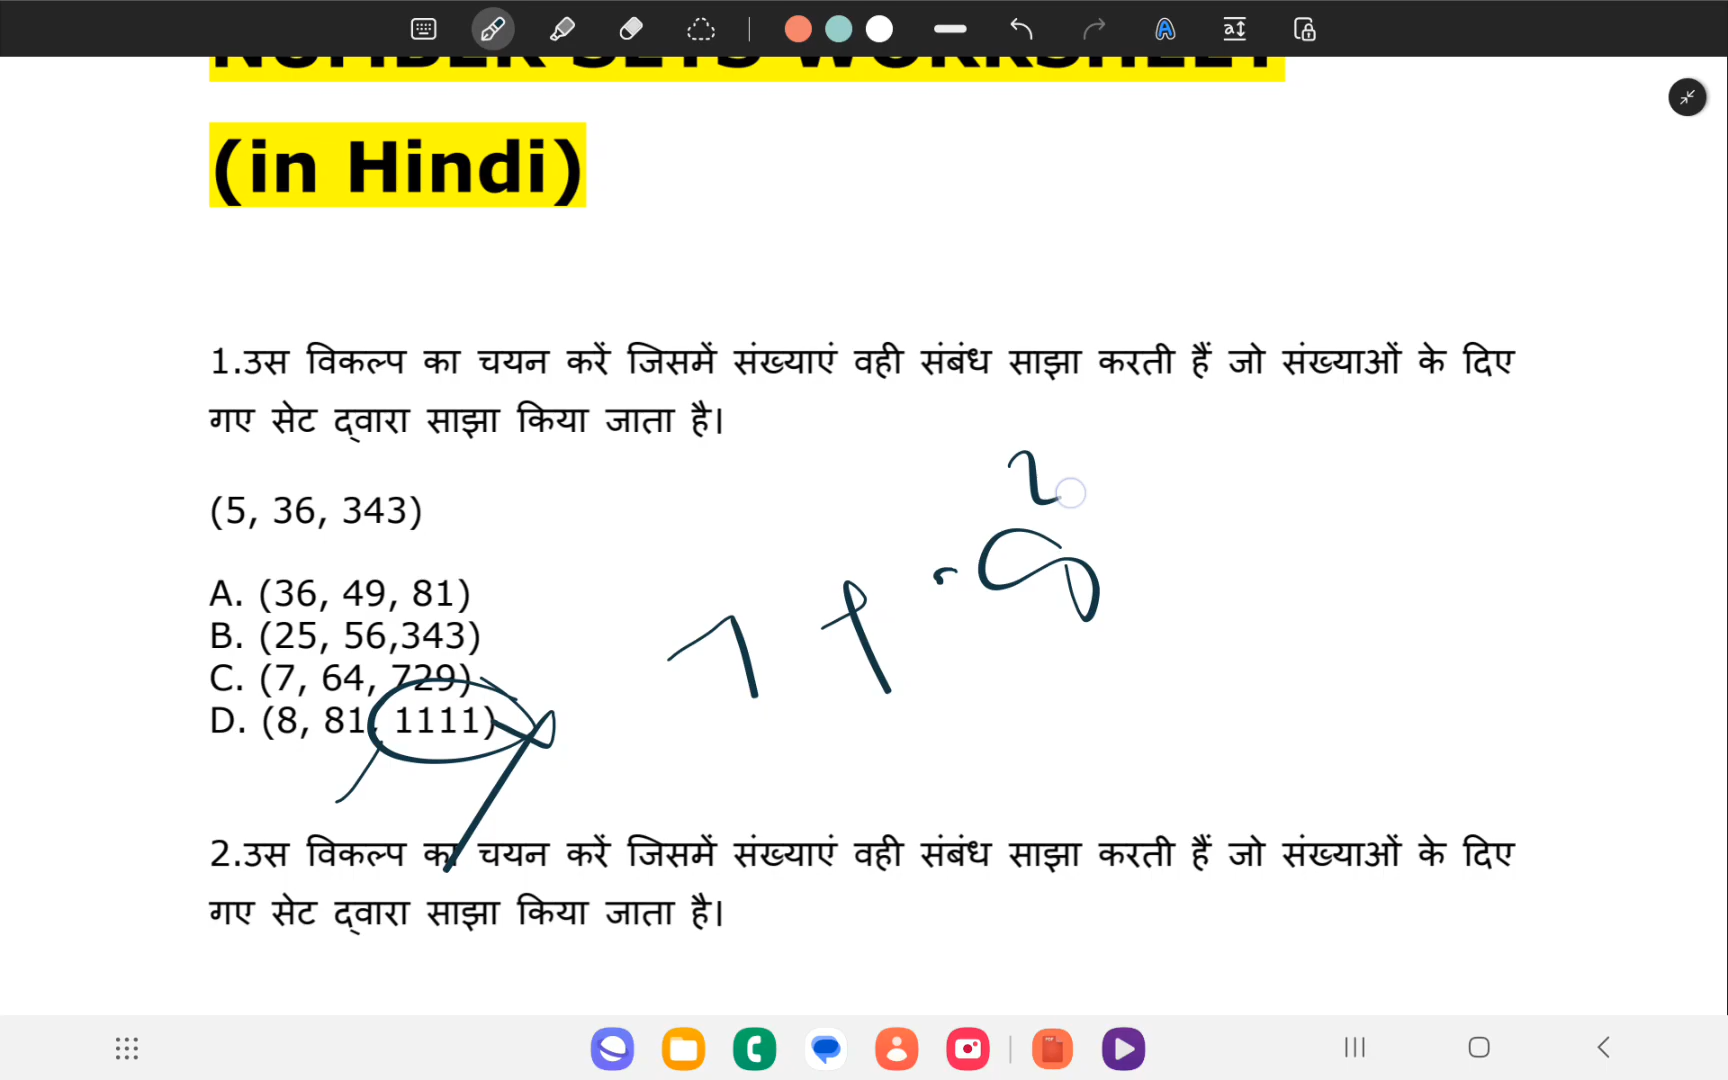 (in Hindi)
1.उस विकल्प का चयन करें जिसमें संख्याएं वही संबंध साझा करती हैं जो संख्याओं के दिए
गए सेट द्वारा साझा किया जाता है।
(5, 36, 343)
A. (36, 49, 81)
B. (25, 56,343)
C. (7, 64, 729)
D. (8, 81, 1111)
2.उस विकल्प का चयन करें जिसमें संख्याएं वही संबंध साझा करती हैं जो संख्याओं के दिए
गए सेट द्वारा साझा किया जाता है।